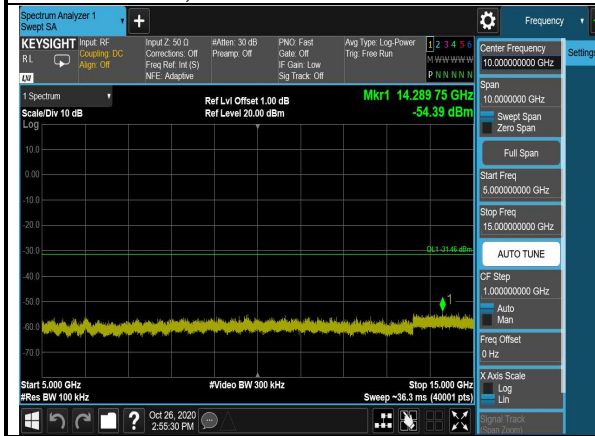 Spectrum Analyzer 1
Swept SA
+
Frequency
KEYSIGHT
RL
LXI
Input: RF
Coupling: DC
Align: Off
Input Z: 50 Ω
Corrections: Off
Freq Ref: Int (S)
NFE: Adaptive
#Atten: 30 dB
Preamp: Off
PNO: Fast
Gate: Off
IF Gain: Low
Sig Track: Off
Avg Type: Log-Power
Trig: Free Run
1 2 3 4 5 6
M W W W W W
P N N N N N
Center Frequency
10.000000000 GHz
Settings
1 Spectrum
Scale/Div 10 dB
Log
Ref Lvl Offset 1.00 dB
Ref Level 20.00 dBm
Mkr1 14.289 75 GHz
-54.39 dBm
Span
10.0000000 GHz
Swept Span
Zero Span
Full Span
Start Freq
5.000000000 GHz
Stop Freq
15.000000000 GHz
AUTO TUNE
CF Step
1.000000000 GHz
Auto
Man
Freq Offset
0 Hz
X Axis Scale
Log
Lin
Signal Track
(Span Zoom)
10.0
0.00
-10.0
-20.0
-30.0
DL1 -31.46 dBm
-40.0
-50.0
1
-60.0
-70.0
Start 5.000 GHz
#Res BW 100 kHz
#Video BW 300 kHz
Stop 15.000 GHz
Sweep ~36.3 ms (40001 pts)
?
Oct 26, 2020
2:55:30 PM